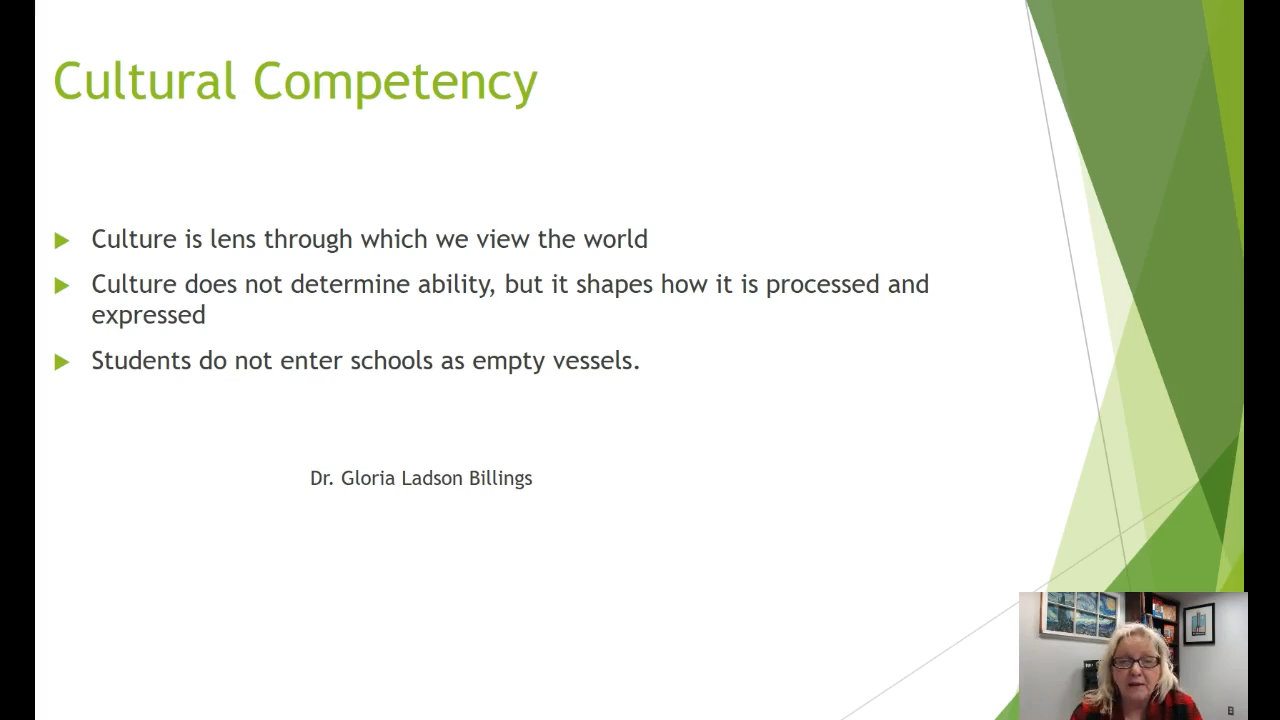 Cultural Competency
Culture is lens through which we view the world
Culture does not determine ability, but it shapes how it is processed and
expressed
Students do not enter schools as empty vessels.
Dr. Gloria Ladson Billings